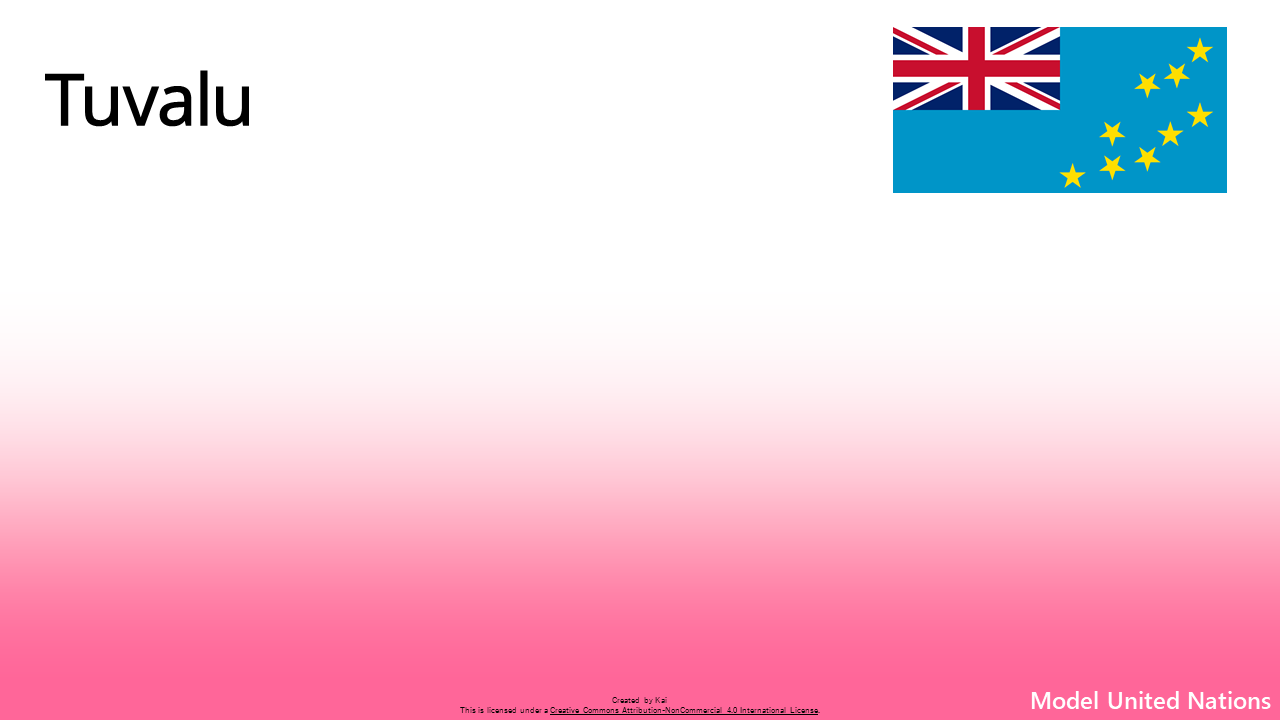 Tuvalu
Created by Kai
This is licensed under a Creative Commons Attribution-NonCommercial 4.0 International License.
Model United Nations